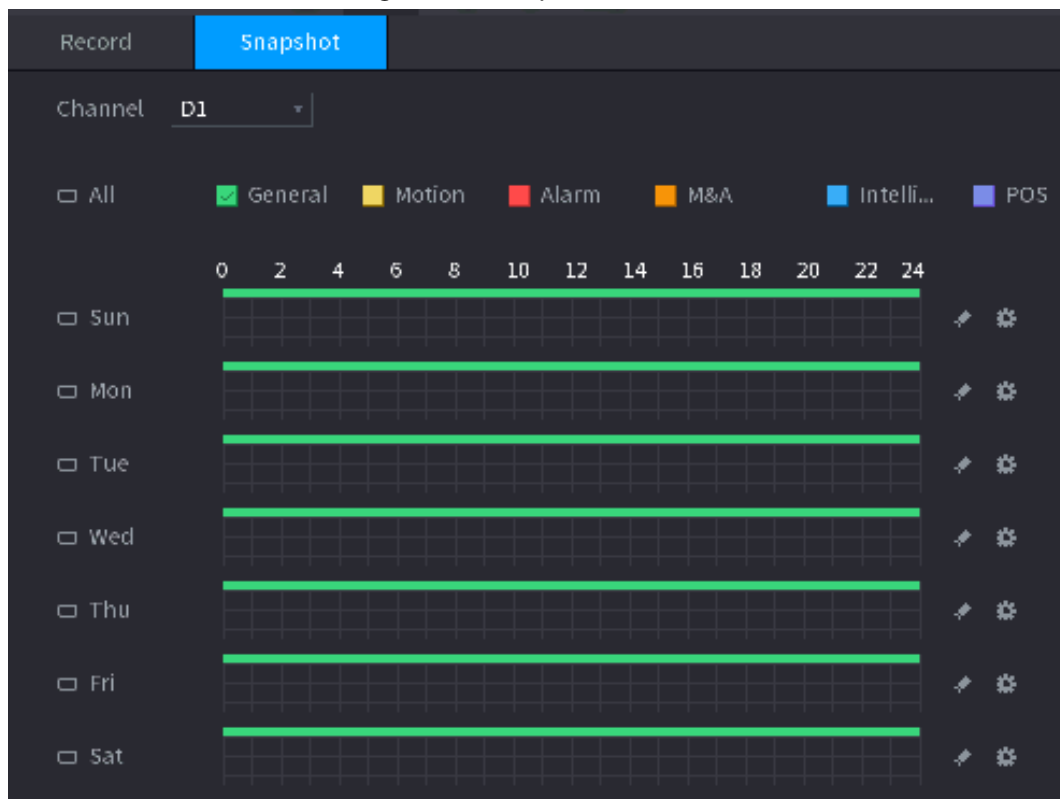 Record Snapshot
Channel D1
All General Motion Alarm M&A Intelli... POS
0 2 4 6 8 10 12 14 16 18 20 22 24
Sun
Mon
Tue
Wed
Thu
Fri
Sat